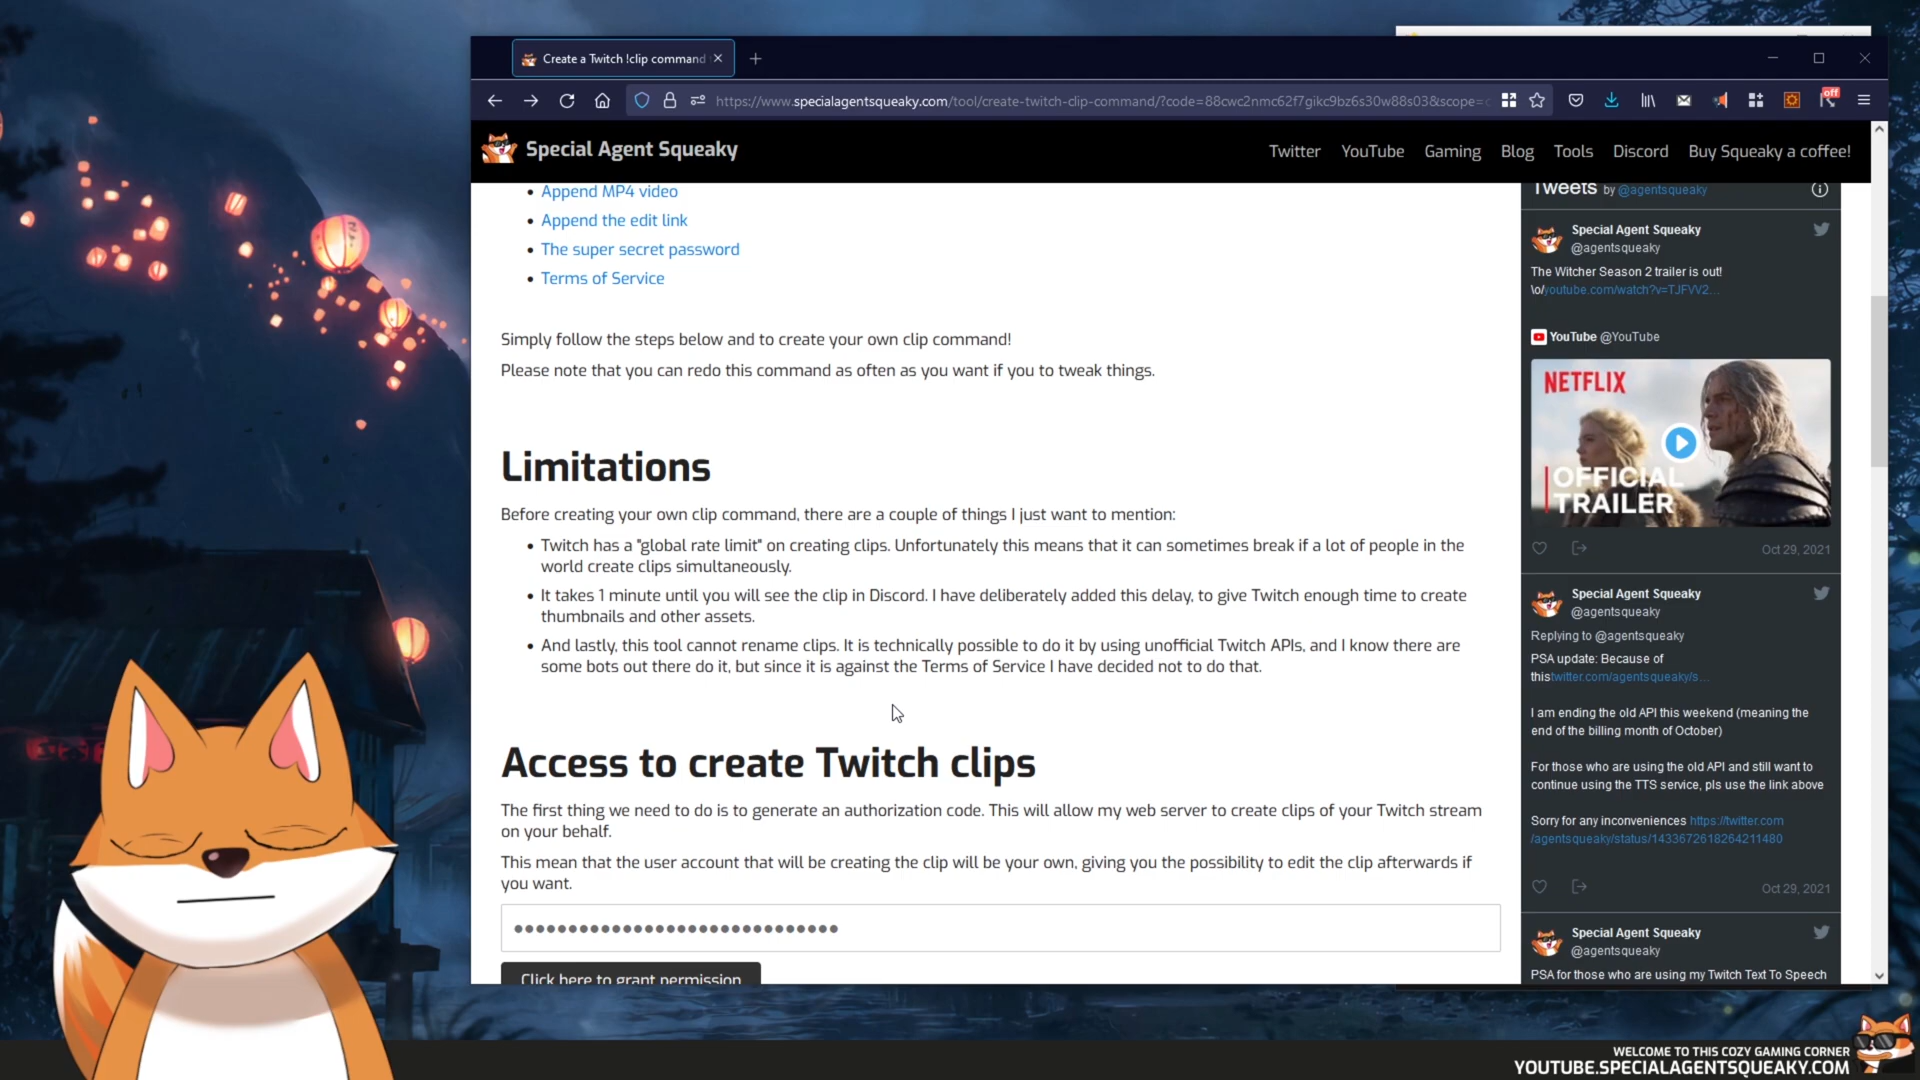 Create a Twitch !clip command
https://www.specialagentsqueaky.com/tool/create-twitch-clip-command/?code=88cwc2nmc62f7gikc9bz6s30w88s03&scope=c
off
Special Agent Squeaky
Twitter YouTube Gaming Blog Tools Discord Buy Squeaky a coffee!
Append MP4 video
Append the edit link
The super secret password
Terms of Service
Simply follow the steps below and to create your own clip command!
Please note that you can redo this command as often as you want if you to tweak things.
Limitations
Before creating your own clip command, there are a couple of things I just want to mention:
Twitch has a "global rate limit" on creating clips. Unfortunately this means that it can sometimes break if a lot of people in the
world create clips simultaneously.
It takes 1 minute until you will see the clip in Discord. I have deliberately added this delay, to give Twitch enough time to create
thumbnails and other assets.
And lastly, this tool cannot rename clips. It is technically possible to do it by using unofficial Twitch APIs, and I know there are
some bots out there do it, but since it is against the Terms of Service I have decided not to do that.
Access to create Twitch clips
The first thing we need to do is to generate an authorization code. This will allow my web server to create clips of your Twitch stream
on your behalf.
This mean that the user account that will be creating the clip will be your own, giving you the possibility to edit the clip afterwards if
you want.
Click here to grant permission
Tweets by @agentsqueaky
Special Agent Squeaky
@agentsqueaky
The Witcher Season 2 trailer is out!
\o/youtube.com/watch?v=TJFVV2…
YouTube @YouTube
NETFLIX
OFFICIAL
TRAILER
Oct 29, 2021
Special Agent Squeaky
@agentsqueaky
Replying to @agentsqueaky
PSA update: Because of
thistwitter.com/agentsqueaky/s…
I am ending the old API this weekend (meaning the
end of the billing month of October)
For those who are using the old API and still want to
continue using the TTS service, pls use the link above
Sorry for any inconveniences https://twitter.com
/agentsqueaky/status/1433672618264211480
Oct 29, 2021
Special Agent Squeaky
@agentsqueaky
PSA for those who are using my Twitch Text To Speech
WELCOME TO THIS COZY GAMING CORNER
YOUTUBE.SPECIALAGENTSQUEAKY.COM